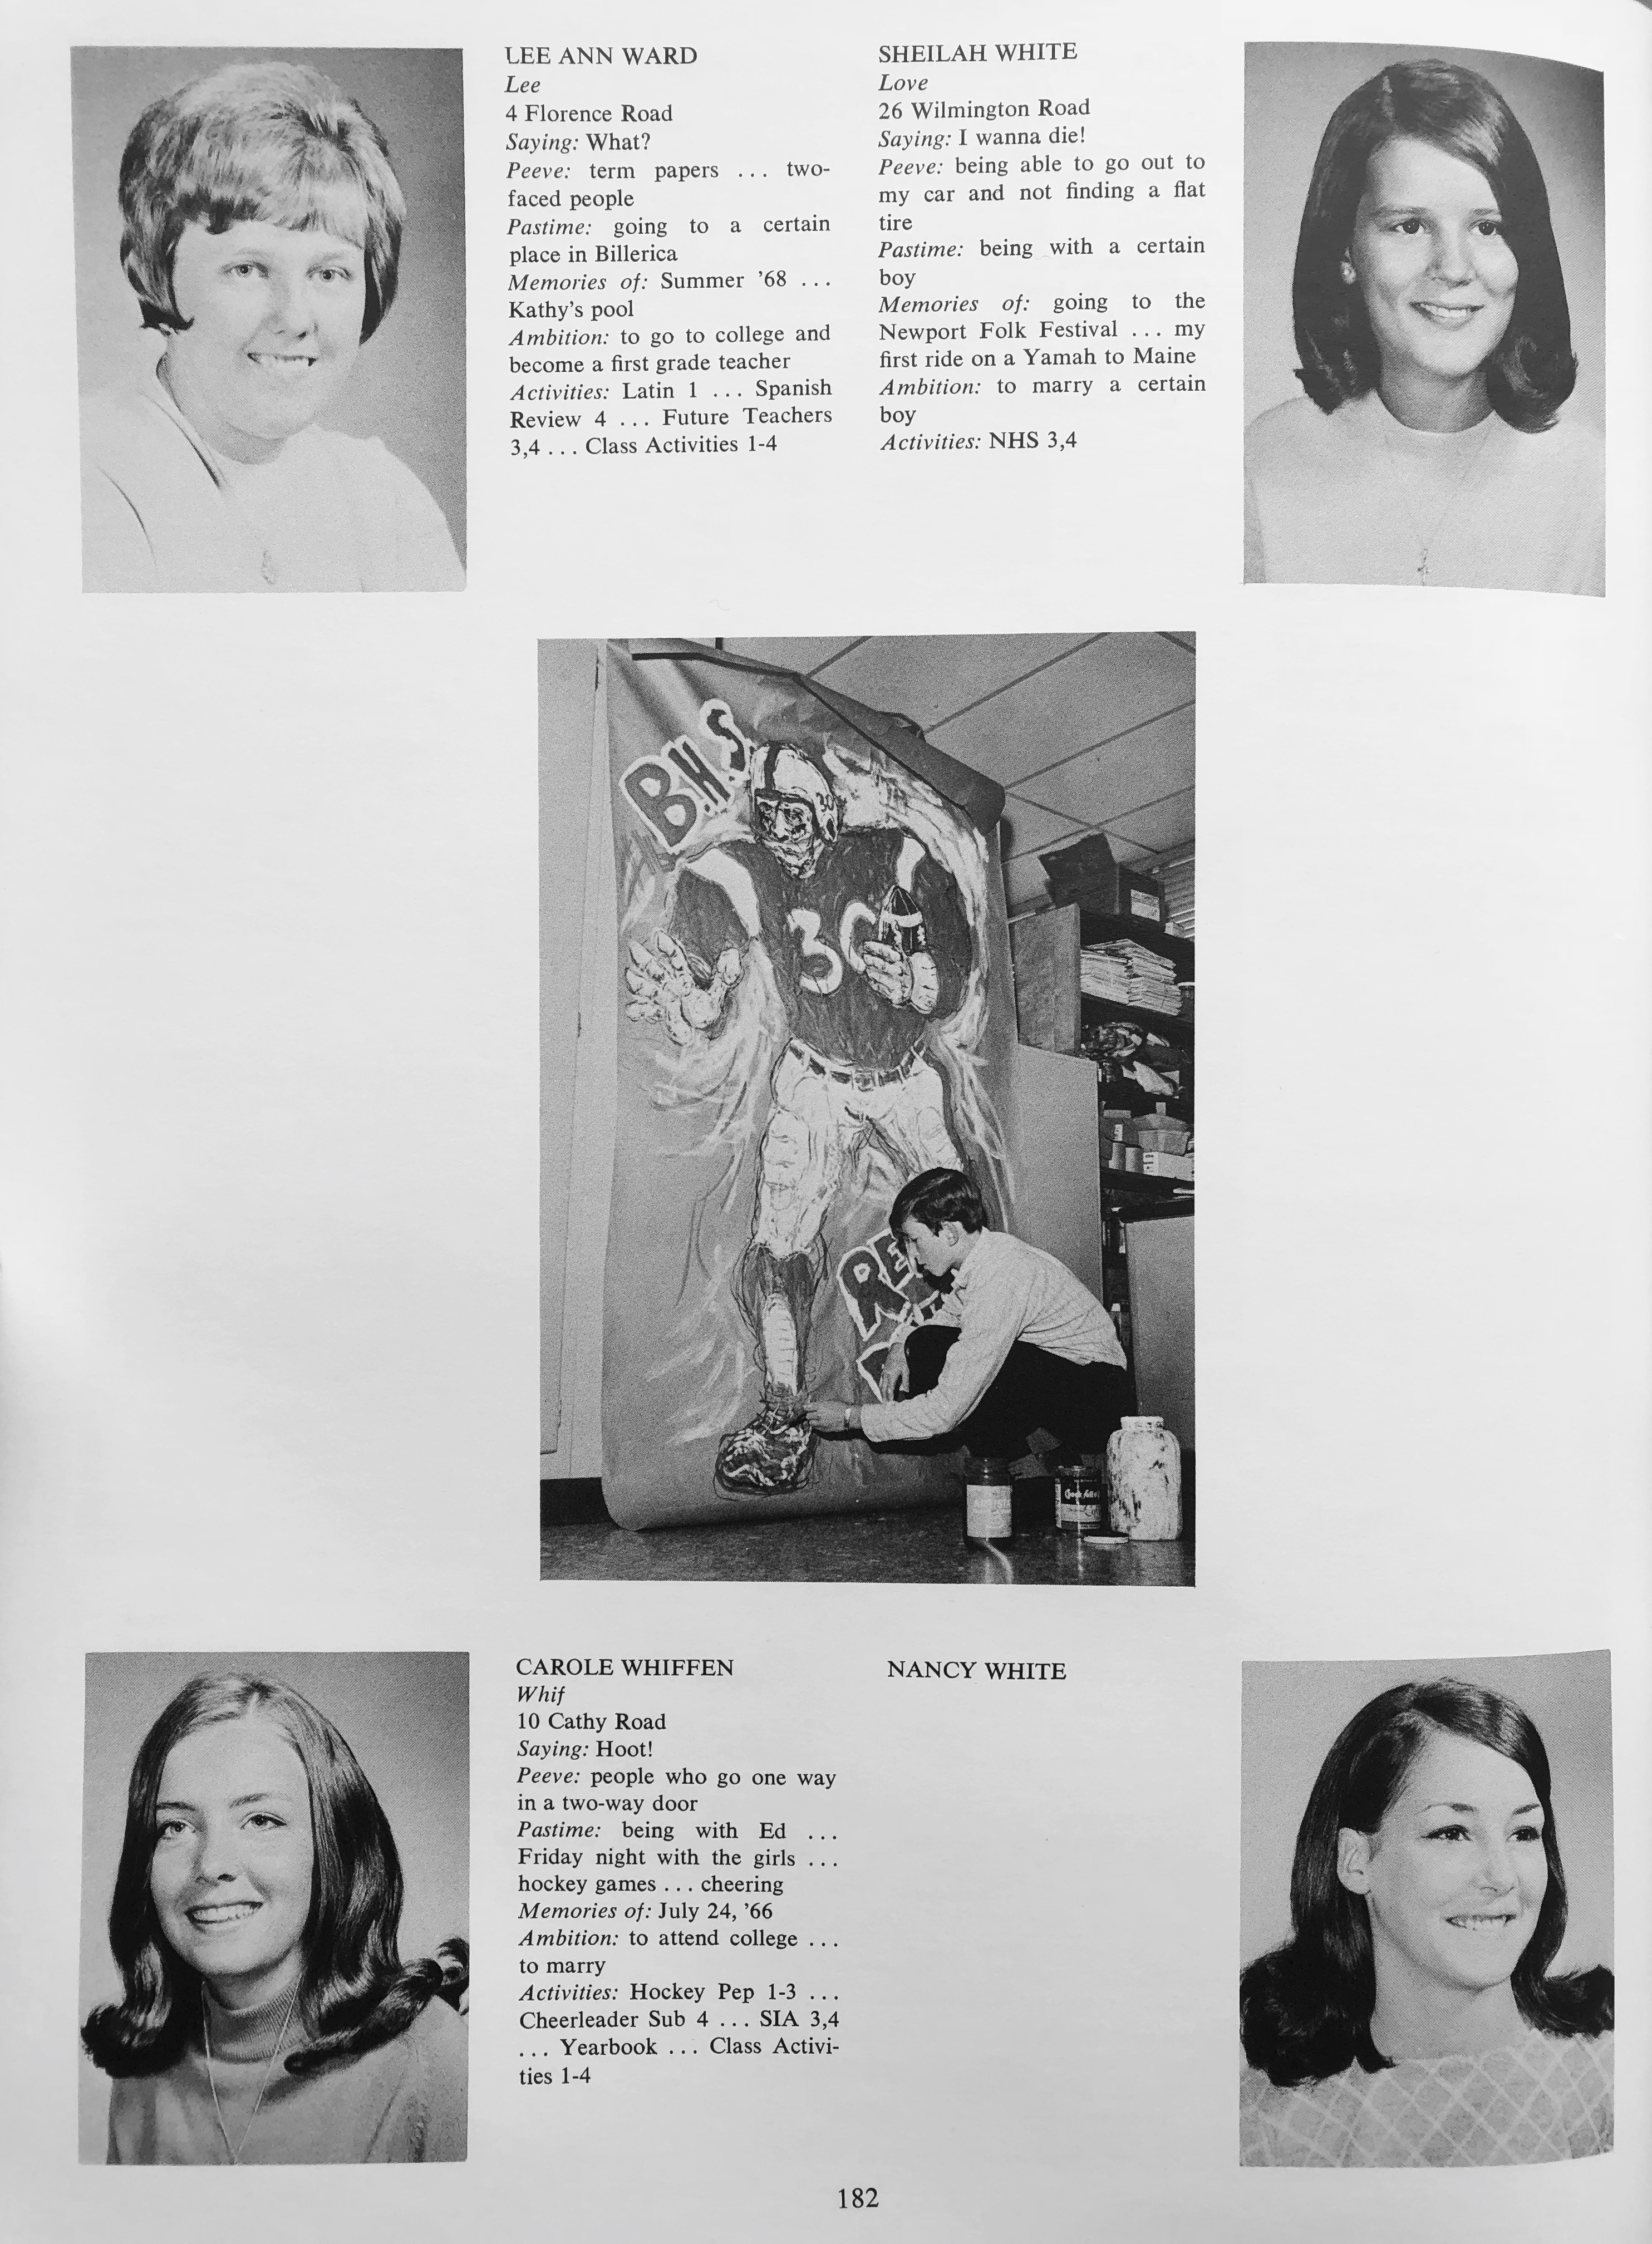 LEE ANN WARD
Lee
4 Florence Road
Saying: What?
Peeve: term papers ... two-
faced people
Pastime: going to a certain
place in Billerica
Memories of: Summer '68 ...
Kathy's pool
Ambition: to go to college and
become a first grade teacher
Activities: Latin 1 ... Spanish
Review 4 ... Future Teachers
3,4 ... Class Activities 1-4
SHEILAH WHITE
Love
26 Wilmington Road
Saying: I wanna die!
Peeve: being able to go out to
my car and not finding a flat
tire
Pastime: being with a certain
boy
Memories of: going to the
Newport Folk Festival ... my
first ride on a Yamah to Maine
Ambition: to marry a certain
boy
Activities: NHS 3,4
B.H.S.
30
30
RE
CAROLE WHIFFEN
Whif
10 Cathy Road
Saying: Hoot!
Peeve: people who go one way
in a two-way door
Pastime: being with Ed ...
Friday night with the girls ...
hockey games ... cheering
Memories of: July 24, '66
Ambition: to attend college ...
to marry
Activities: Hockey Pep 1-3 ...
Cheerleader Sub 4 ... SIA 3,4
... Yearbook ... Class Activi-
ties 1-4
NANCY WHITE
182